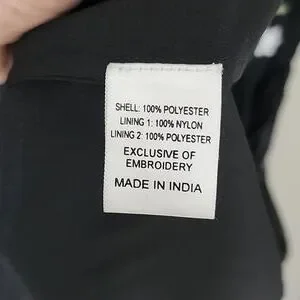 SHELL: 100% POLYESTER
LINING 1: 100% NYLON
LINING 2: 100% POLYESTER
EXCLUSIVE OF
EMBROIDERY
MADE IN INDIA